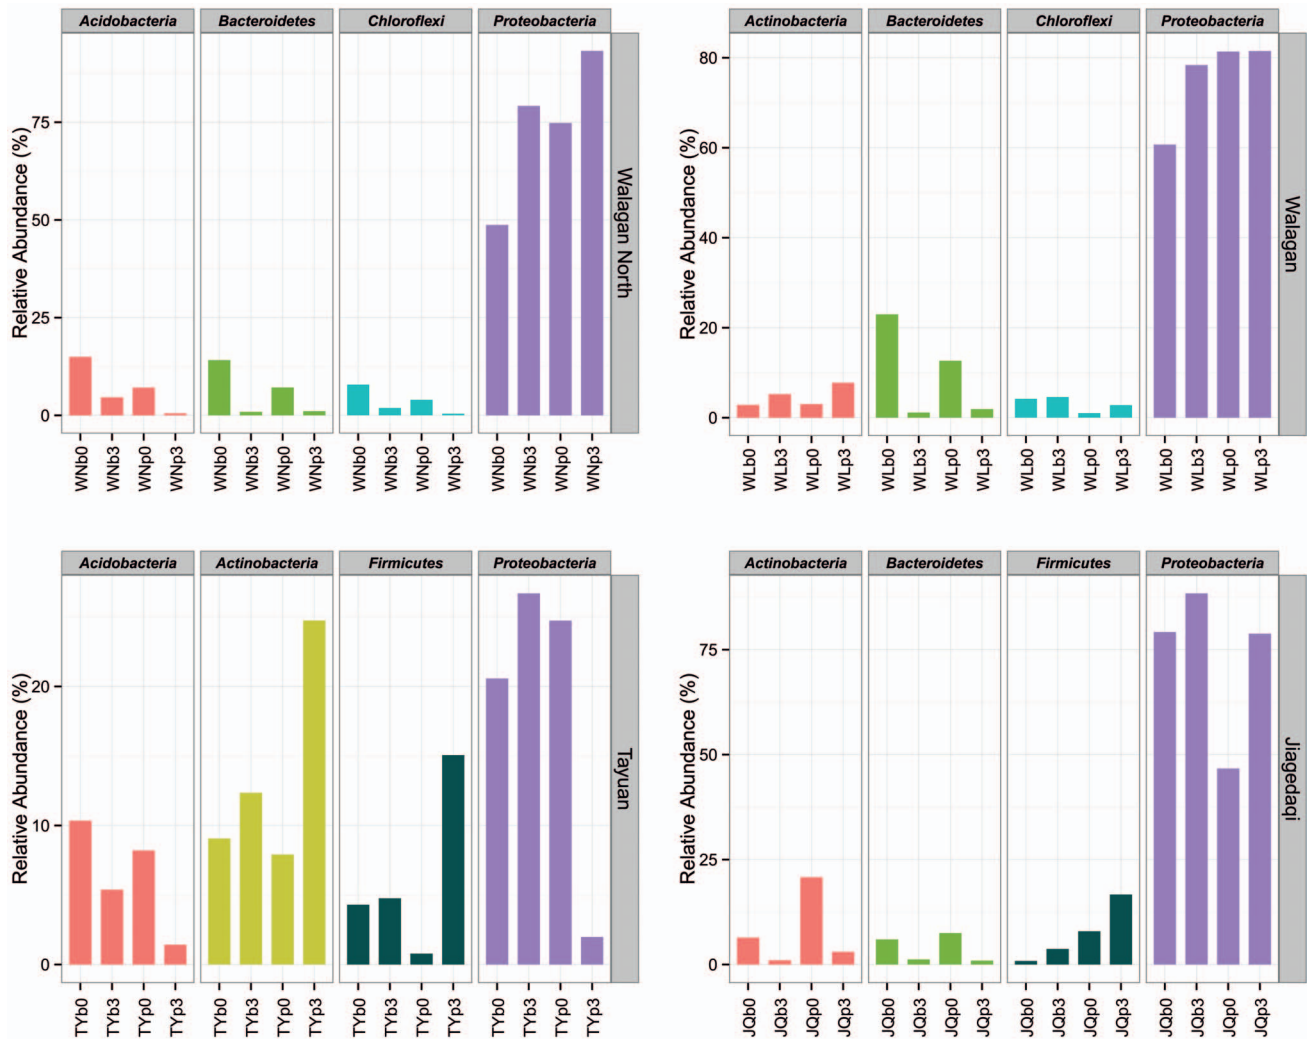 Acidobacteria Bacteroidetes Chloroflexi Proteobacteria
Relative Abundance (%)
75
50
25
0
Walagan North
WNb0 WNb3 WNp0 WNp3 WNb0 WNb3 WNp0 WNp3 WNb0 WNb3 WNp0 WNp3 WNb0 WNb3 WNp0 WNp3
Actinobacteria Bacteroidetes Chloroflexi Proteobacteria
Relative Abundance (%)
80
60
40
20
0
Walagan
WLb0 WLb3 WLp0 WLp3 WLb0 WLb3 WLp0 WLp3 WLb0 WLb3 WLp0 WLp3 WLb0 WLb3 WLp0 WLp3
Acidobacteria Actinobacteria Firmicutes Proteobacteria
Relative Abundance (%)
20
10
0
Tayuan
TYb0 TYb3 TYp0 TYp3 TYb0 TYb3 TYp0 TYp3 TYb0 TYb3 TYp0 TYp3 TYb0 TYb3 TYp0 TYp3
Actinobacteria Bacteroidetes Firmicutes Proteobacteria
Relative Abundance (%)
75
50
25
0
Jiagedaqi
JQb0 JQb3 JQp0 JQp3 JQb0 JQb3 JQp0 JQp3 JQb0 JQb3 JQp0 JQp3 JQb0 JQb3 JQp0 JQp3